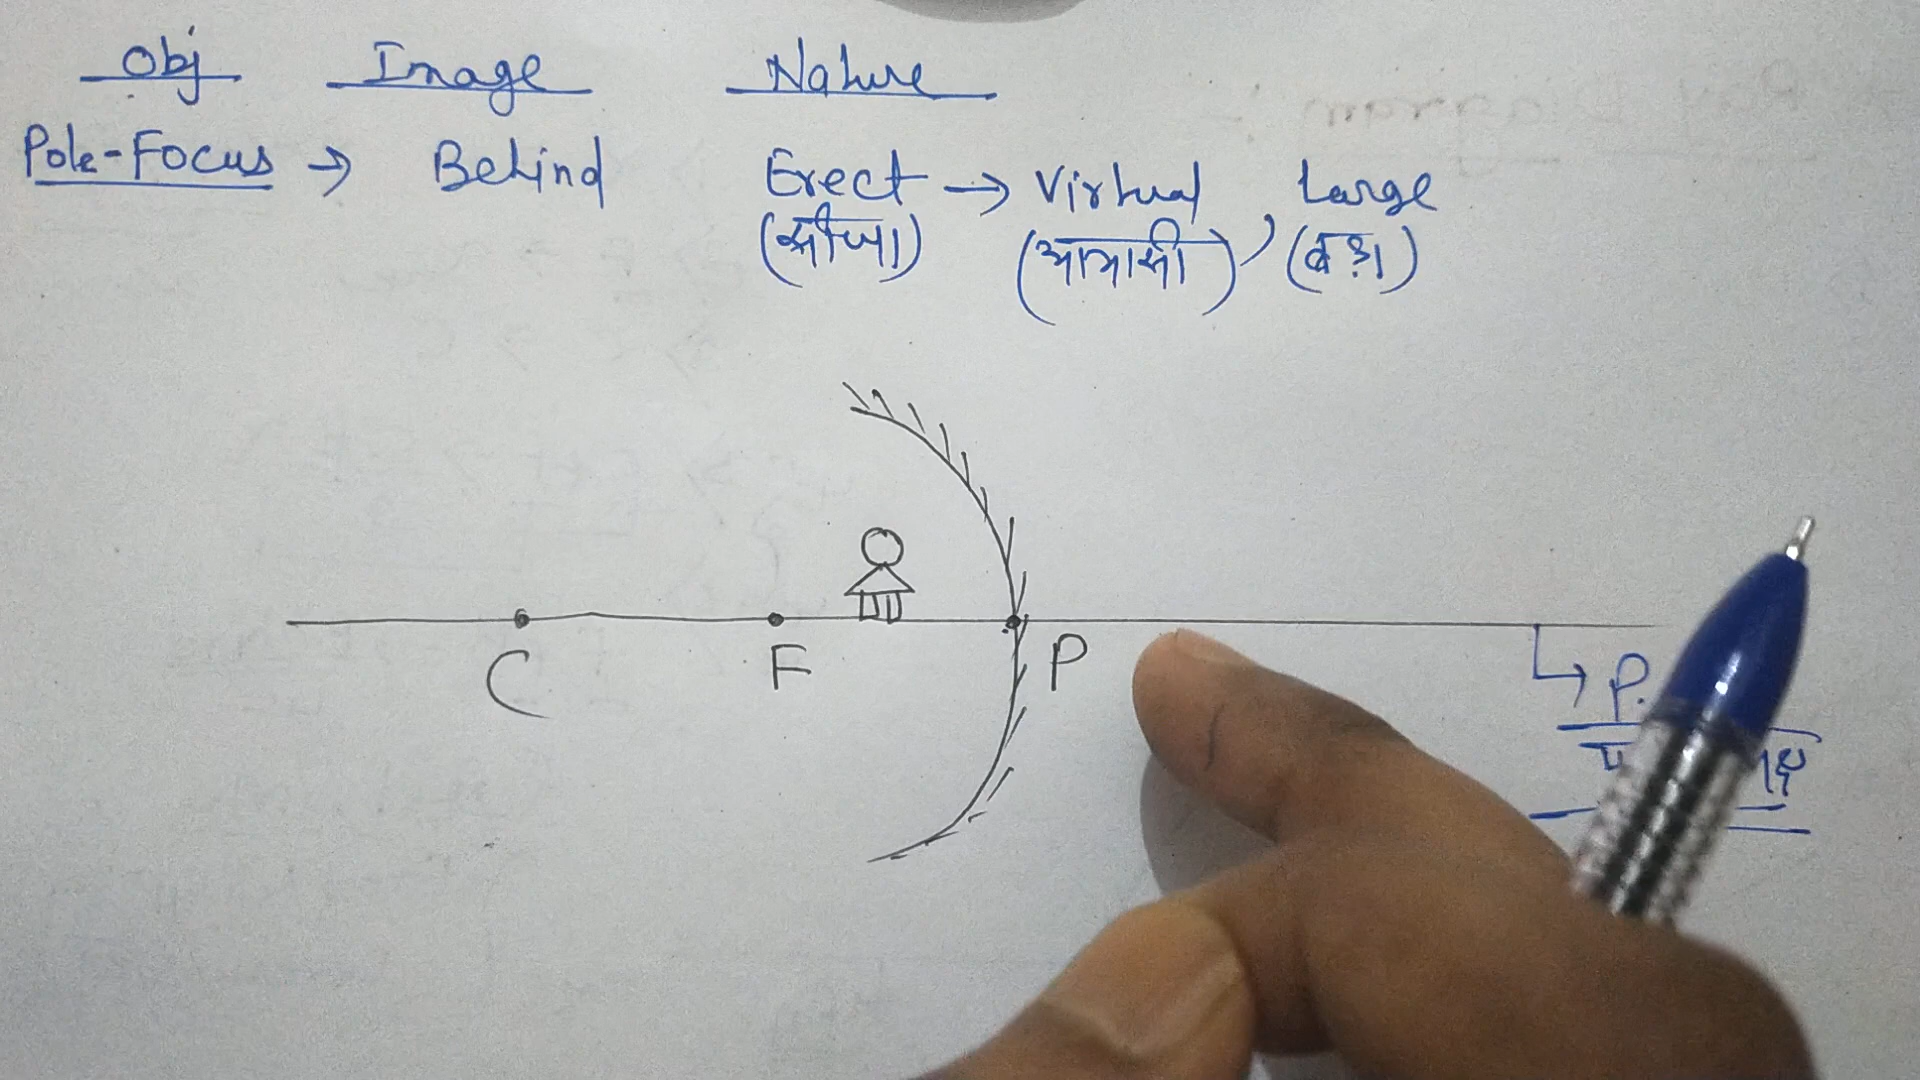 Obj Image Nature
Pole-Focus → Behind Erect → Virtual, Large
(सीधा) (आभासी) (बड़ा)
C F P
P.